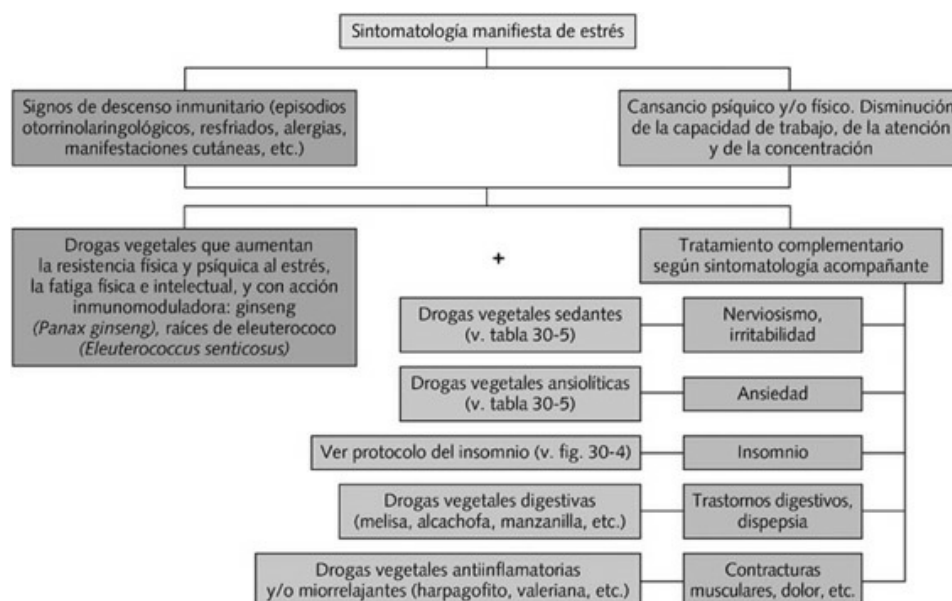 Sintomatología manifiesta de estrés
Signos de descenso inmunitario (episodios
otorrinolaringológicos, resfriados, alergias,
manifestaciones cutáneas, etc.)
Cansancio psíquico y/o físico. Disminución
de la capacidad de trabajo, de la atención
y de la concentración
Drogas vegetales que aumentan
la resistencia física y psíquica al estrés,
la fatiga física e intelectual, y con acción
inmunomoduladora: ginseng
(Panax ginseng), raíces de eleuterococo
(Eleuterococcus senticosus)
+
Tratamiento complementario
según sintomatología acompañante
Drogas vegetales sedantes
(v. tabla 30-5)
Nerviosismo,
irritabilidad
Drogas vegetales ansiolíticas
(v. tabla 30-5)
Ansiedad
Ver protocolo del insomnio (v. fig. 30-4)
Insomnio
Drogas vegetales digestivas
(melisa, alcachofa, manzanilla, etc.)
Trastornos digestivos,
dispepsia
Drogas vegetales antiinflamatorias
y/o miorrelajantes (harpagofito, valeriana, etc.)
Contracturas
musculares, dolor, etc.